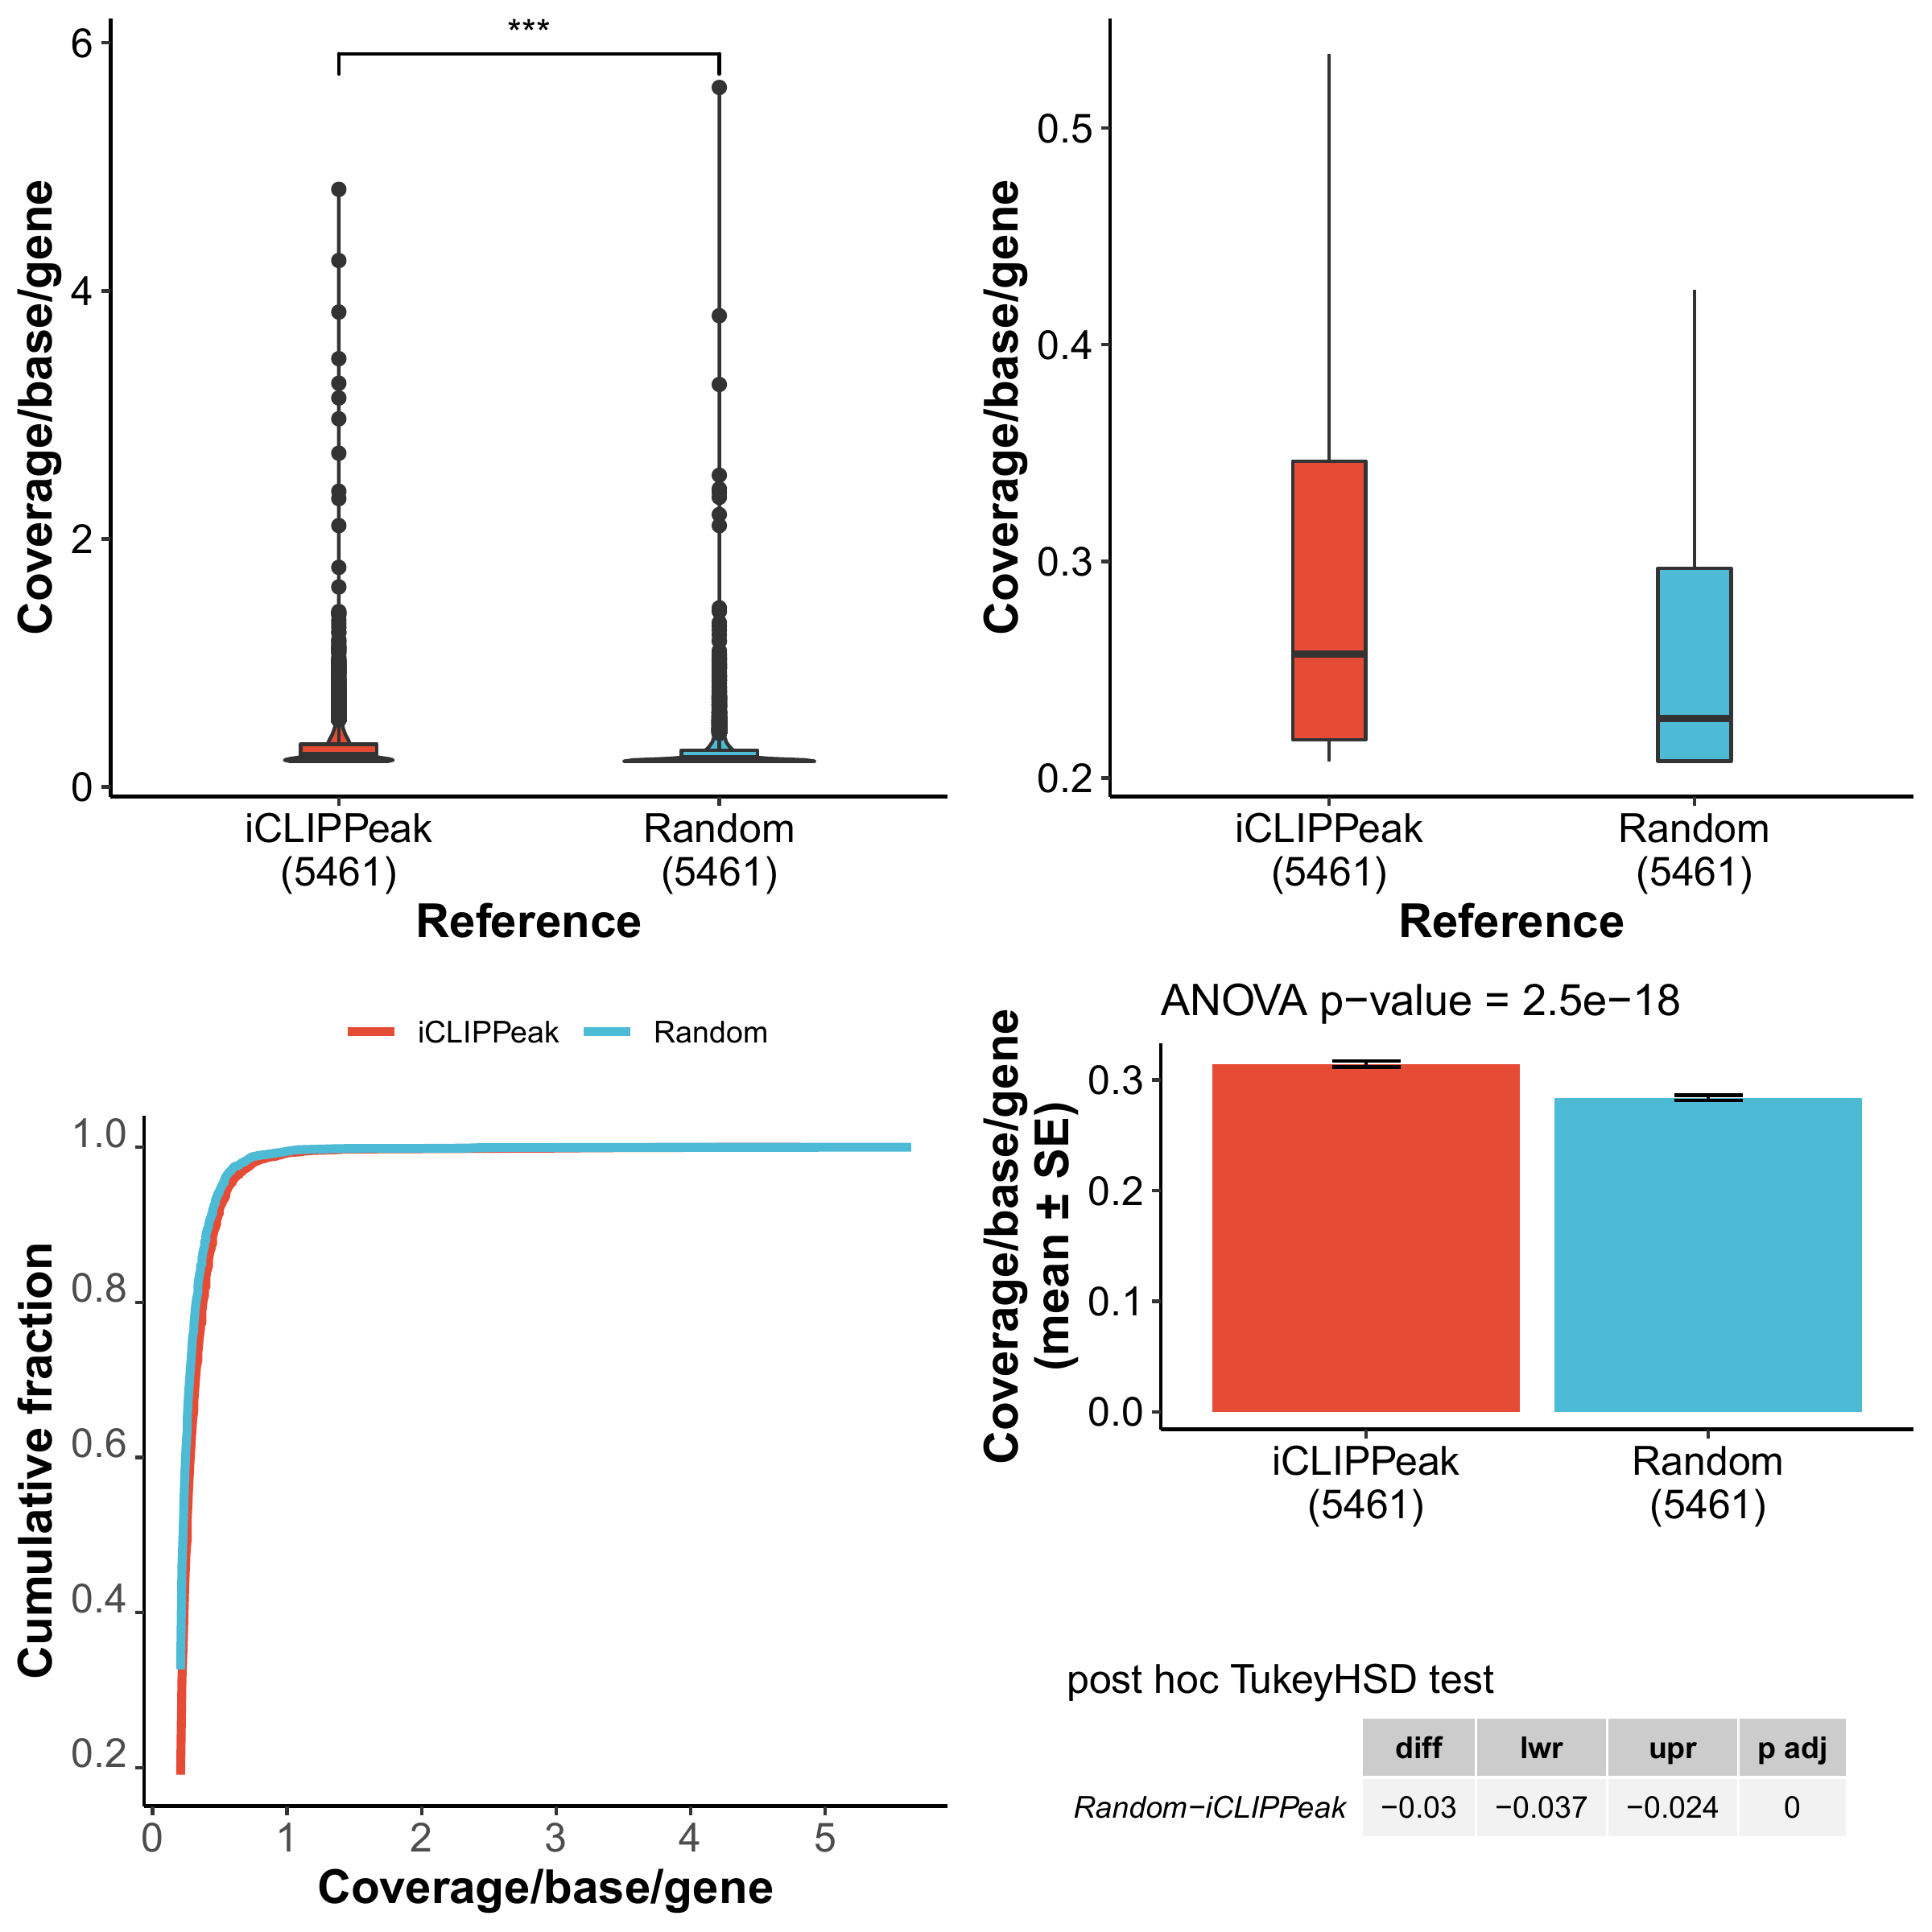 ***
6
4
2
0
Coverage/base/gene
iCLIPPeak
(5461)
Random
(5461)
Reference
0.5
0.4
0.3
0.2
Coverage/base/gene
iCLIPPeak
(5461)
Random
(5461)
Reference
iCLIPPeak
Random
1.0
0.8
0.6
0.4
0.2
Cumulative fraction
0 1 2 3 4 5
Coverage/base/gene
ANOVA p−value = 2.5e−18
0.3
0.2
0.1
0.0
Coverage/base/gene
(mean ± SE)
iCLIPPeak
(5461)
Random
(5461)
post hoc TukeyHSD test
diff lwr upr p adj
Random−iCLIPPeak −0.03 −0.037 −0.024 0